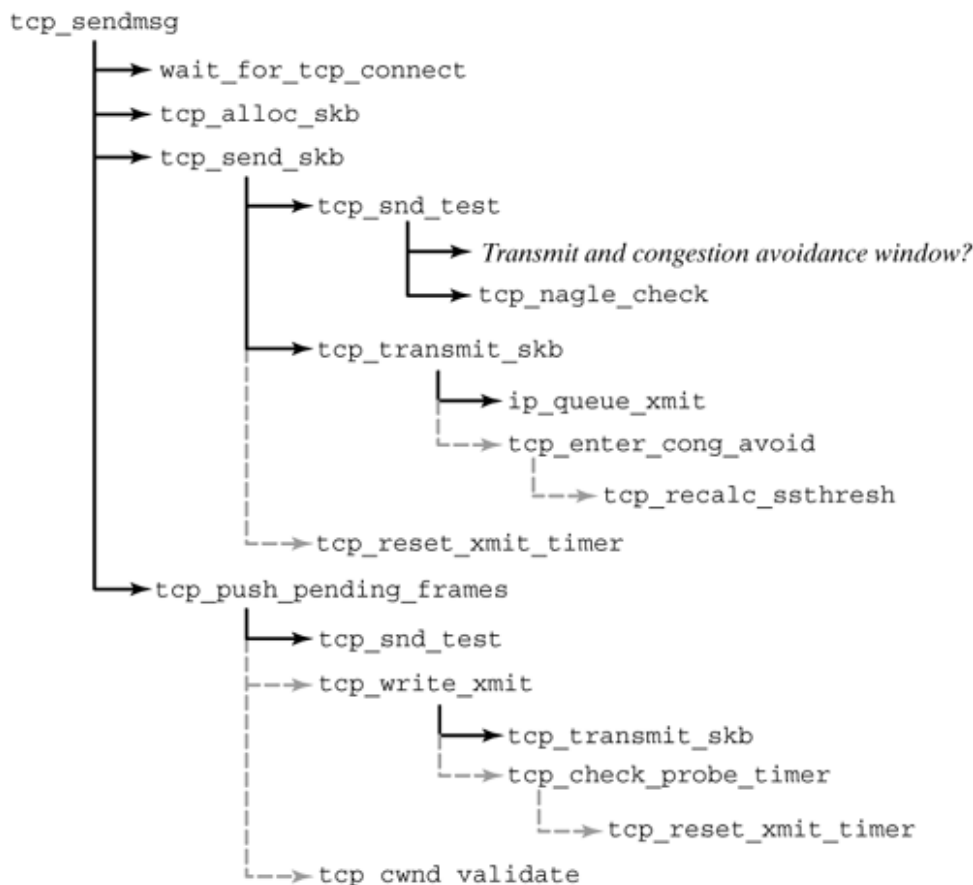 tcp_sendmsg
wait_for_tcp_connect
tcp_alloc_skb
tcp_send_skb
tcp_snd_test
Transmit and congestion avoidance window?
tcp_nagle_check
tcp_transmit_skb
ip_queue_xmit
tcp_enter_cong_avoid
tcp_recalc_ssthresh
tcp_reset_xmit_timer
tcp_push_pending_frames
tcp_snd_test
tcp_write_xmit
tcp_transmit_skb
tcp_check_probe_timer
tcp_reset_xmit_timer
tcp_cwnd_validate